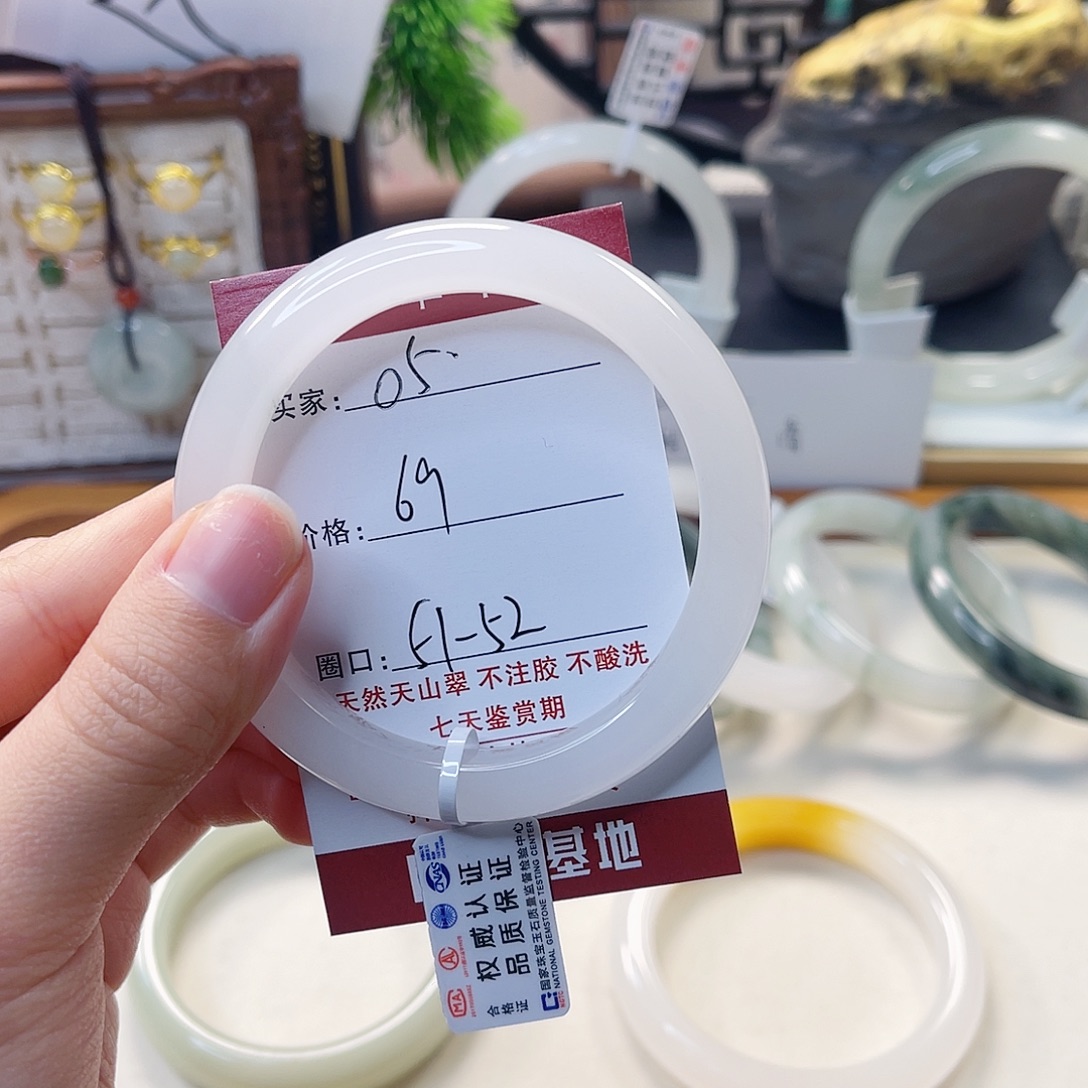 买家: 05
价格: 69
圈口: 51-52
天然天山翠 不注胶 不酸洗
七天鉴赏期
基地
权威认证
品质保证
国家珠宝玉石质量监督检验中心
NATIONAL GEMSTONE TESTING CENTER
合格证
CMA
NGTC